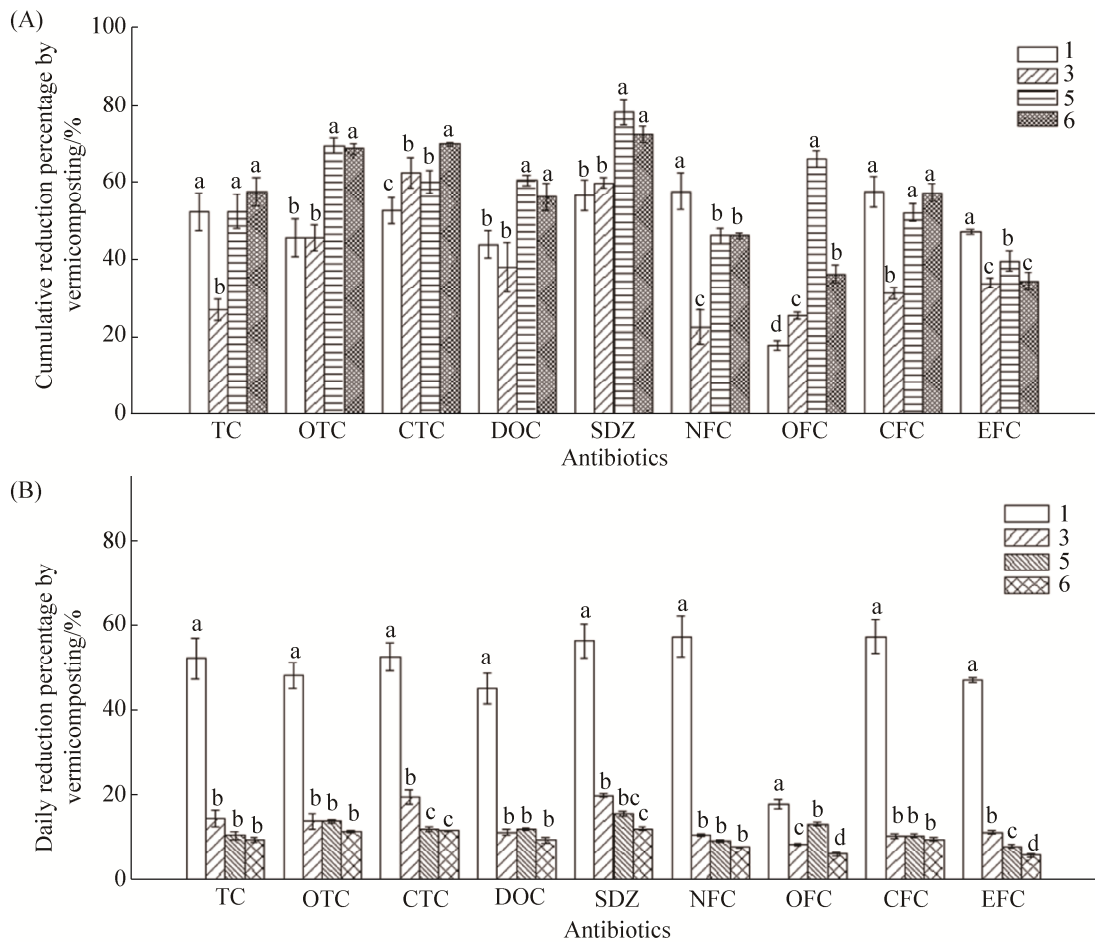 (A)
100
80
60
40
20
0
Cumulative reduction percentage by
vermicomposting/%
1
3
5
6
a
b
a
a
b
b
a
a
c
b
b
a
b
b
a
a
b
b
a
a
a
c
b
b
d
c
a
b
a
b
a
a
a
c
b
c
TC OTC CTC DOC SDZ NFC OFC CFC EFC
Antibiotics
(B)
80
60
40
20
0
Daily reduction percentage by
vermicomposting/%
1
3
5
6
a
b
b
b
a
b
b
b
a
b
c
c
a
b
b
b
a
b
bc
c
a
b
b
b
a
c
b
d
a
b
b
b
a
b
c
d
TC OTC CTC DOC SDZ NFC OFC CFC EFC
Antibiotics